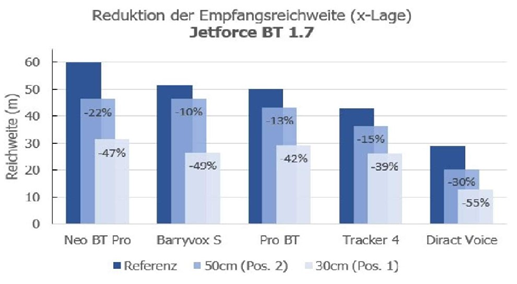 Reduktion der Empfangsreichweite (x-Lage)
Jetforce BT 1.7
Reichweite (m)
60
50
40
30
20
10
0
-22%
-47%
-10%
-49%
-13%
-42%
-15%
-39%
-30%
-55%
Neo BT Pro
Barryvox S
Pro BT
Tracker 4
Diract Voice
Referenz
50cm (Pos. 2)
30cm (Pos. 1)